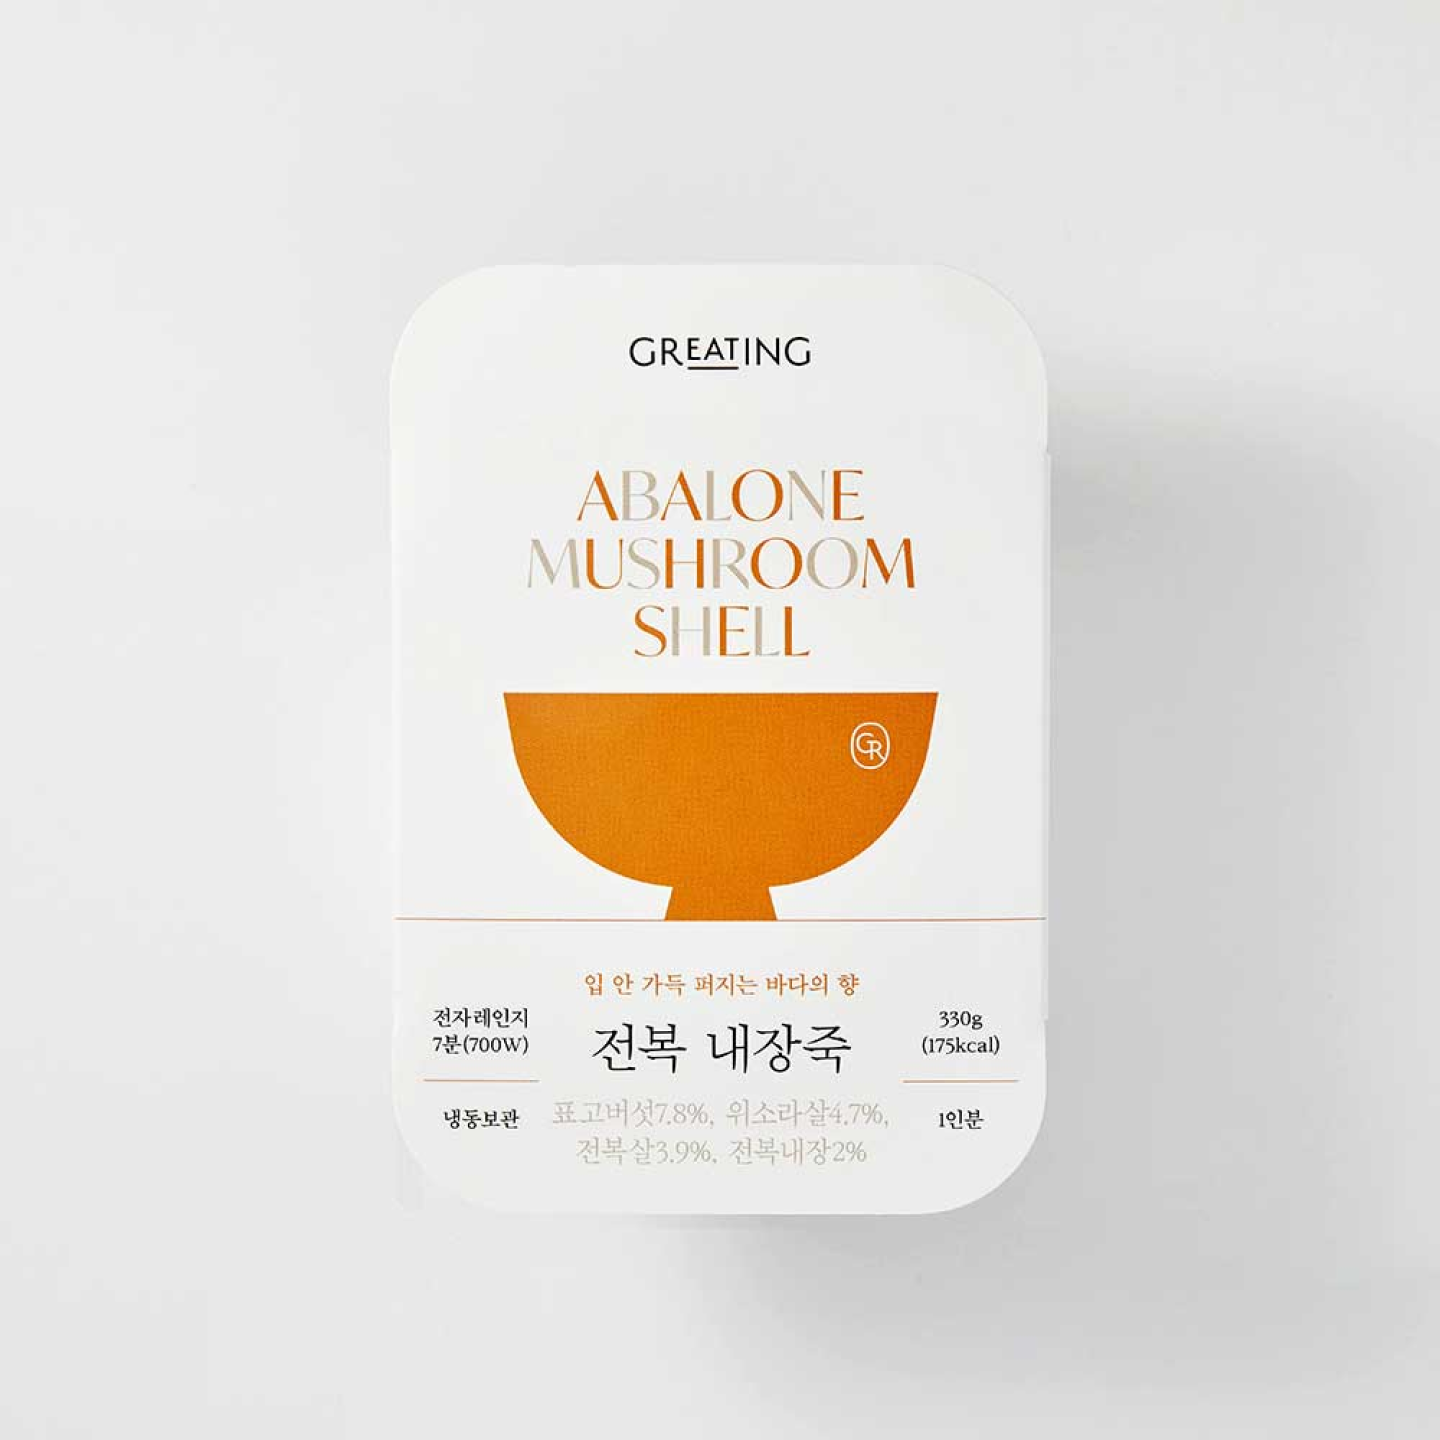 GREATING
ABALONE
MUSHROOM
SHELL
GR
입 안 가득 퍼지는 바다의 향
전복 내장죽
전자레인지
7분(700W)
냉동보관
표고버섯7.8%, 위소라살4.7%,
전복살3.9%, 전복내장2%
330g
(175kcal)
1인분